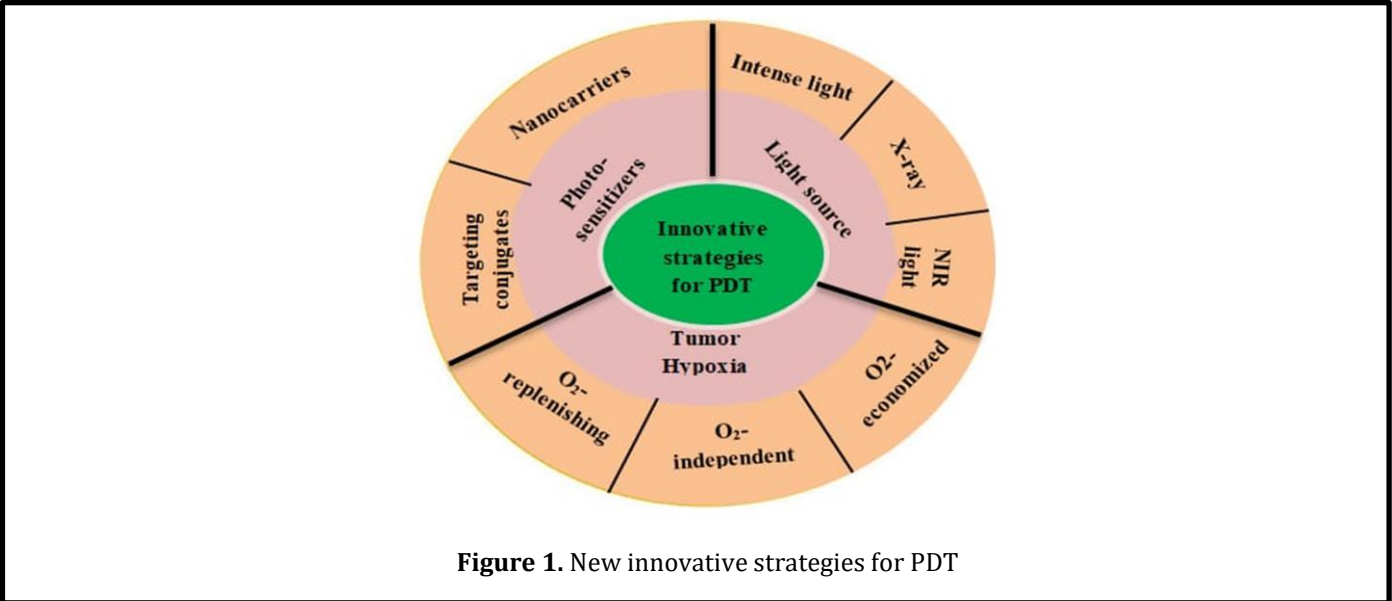 Intense light
X-ray
NIR
light
Light source
O2-
economized
O₂-
independent
O₂-
replenishing
Tumor
Hypoxia
Targeting
conjugates
Nanocarriers
Photo-
sensitizers
Innovative
strategies
for PDT
Figure 1. New innovative strategies for PDT